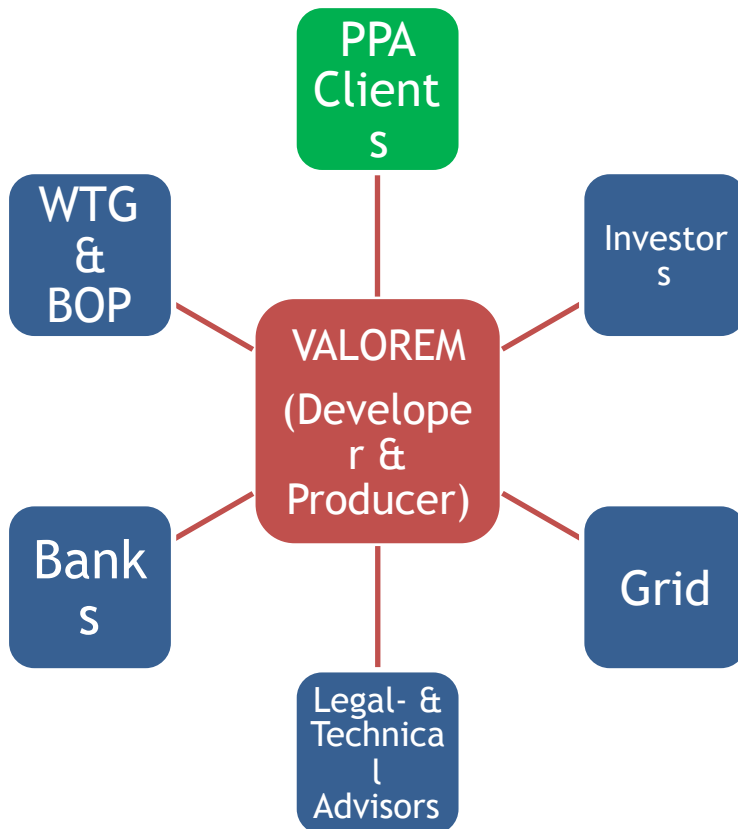 PPA
Client
s
WTG
&
BOP
Investor
s
VALOREM
(Develope
r &
Producer)
Bank
s
Grid
Legal- &
Technica
l
Advisors